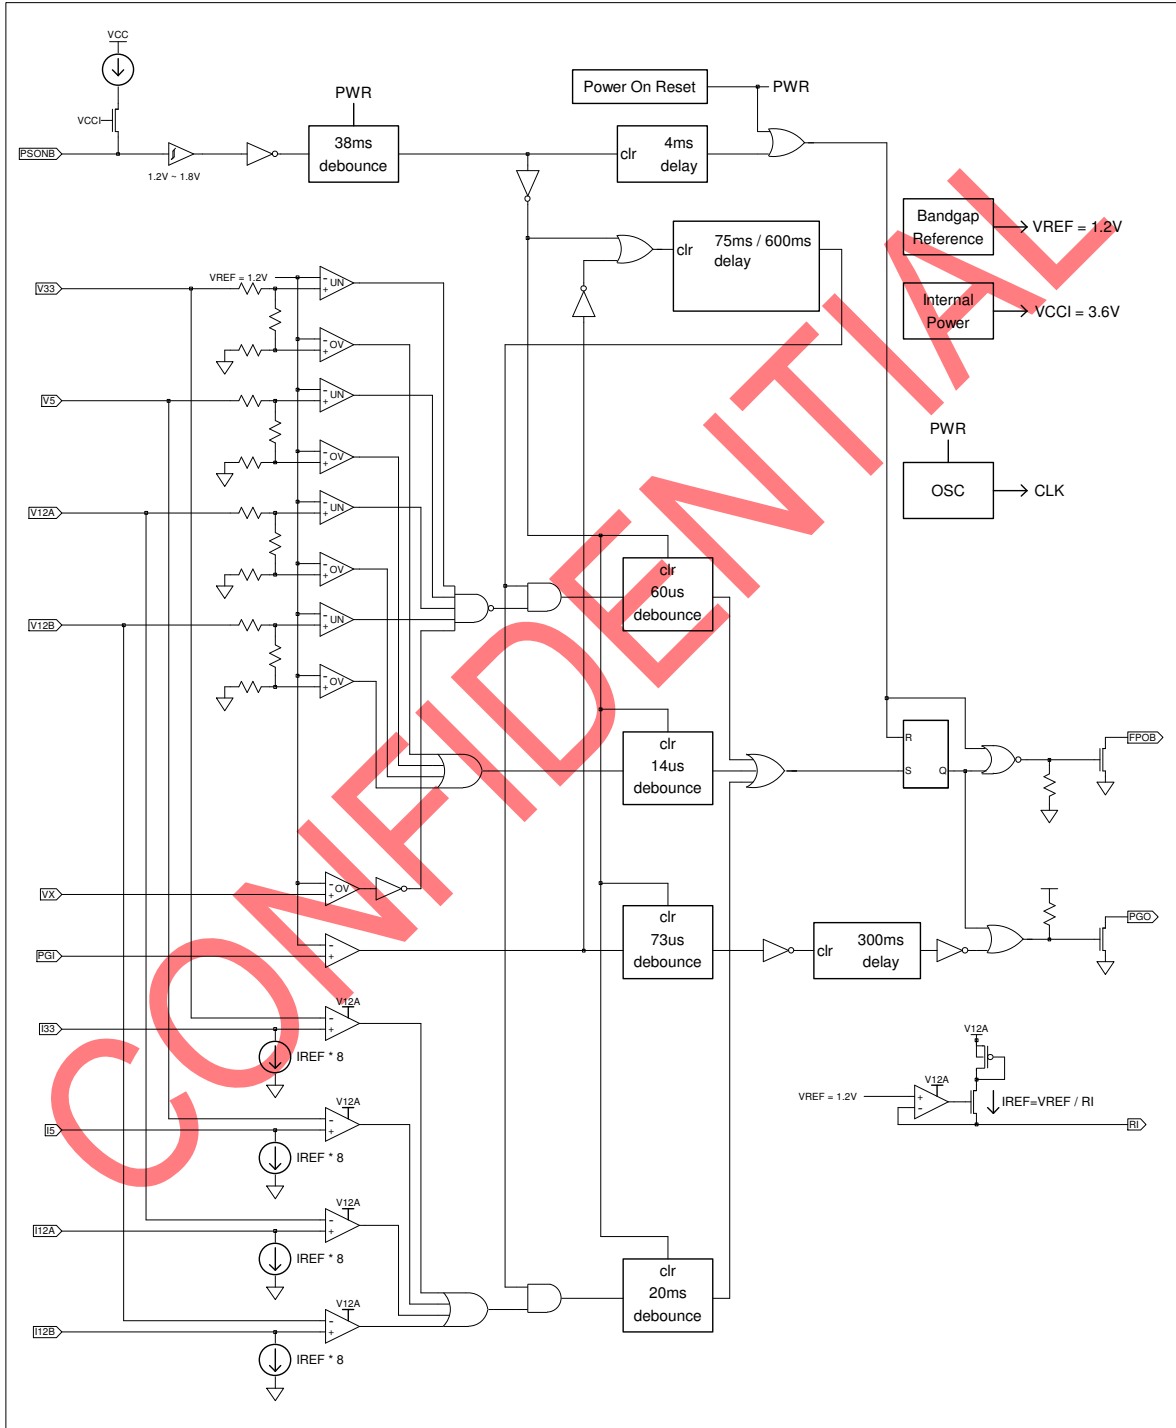 VCC
VCCI
PSONB
1.2V ~ 1.8V
PWR
38ms
debounce
Power On Reset
PWR
clr 4ms
delay
Bandgap
Reference
VREF = 1.2V
clr 75ms / 600ms
delay
Internal
Power
VCCI = 3.6V
VREF = 1.2V
V33
- UN
+
- OV
+
V5
- UN
+
- OV
+
PWR
OSC
CLK
V12A
- UN
+
- OV
+
clr
60us
debounce
V12B
- UN
+
- OV
+
clr
14us
debounce
R
S Q
FPOB
VX
- OV
+
PGI
-
+
clr
73us
debounce
clr 300ms
delay
PGO
V12A
I33
-
+
IREF * 8
V12A
I5
-
+
IREF * 8
V12A
VREF = 1.2V
V12A
+
-
IREF=VREF / RI
RI
V12A
I12A
-
+
IREF * 8
V12A
I12B
-
+
IREF * 8
clr
20ms
debounce
CONFIDENTIAL